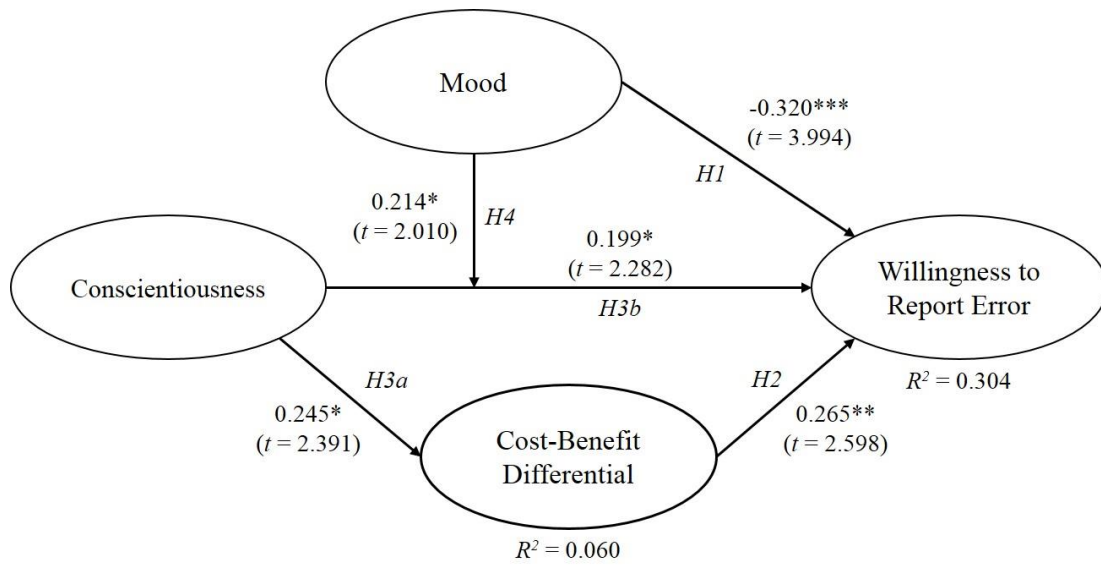 Mood
-0.320***
(t = 3.994)
H1
0.214*
(t = 2.010)
H4
0.199*
(t = 2.282)
H3b
Conscientiousness
Willingness to
Report Error
R² = 0.304
H3a
0.245*
(t = 2.391)
H2
0.265**
(t = 2.598)
Cost-Benefit
Differential
R² = 0.060